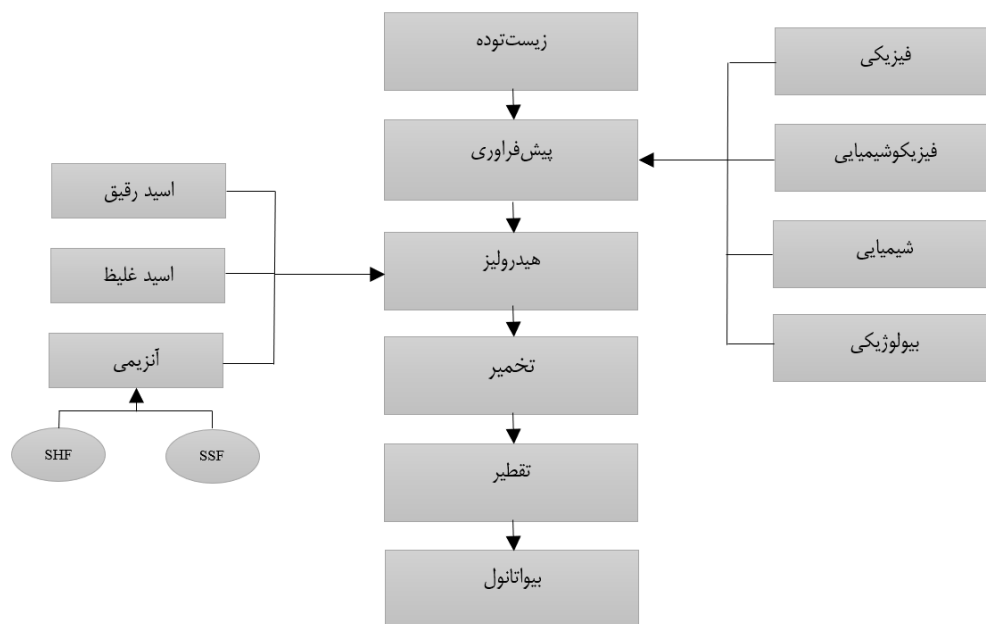 زیست‌توده
پیش‌فراوری
هیدرولیز
تخمیر
تقطیر
بیواتانول
فیزیکی
فیزیکوشیمیایی
شیمیایی
بیولوژیکی
اسید رقیق
اسید غلیظ
آنزیمی
SHF
SSF